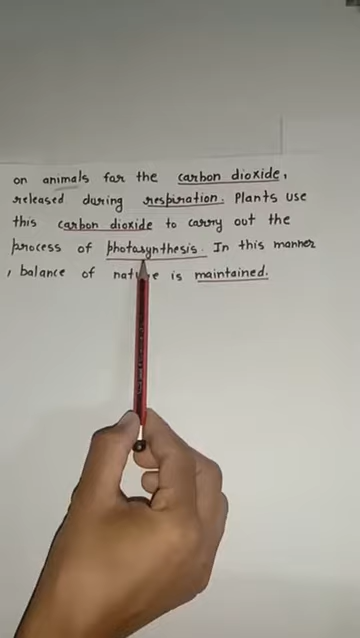 on animals for the carbon dioxide,
released during respiration. Plants use
this carbon dioxide to carry out the
process of photosynthesis. In this manner
, balance of nature is maintained.